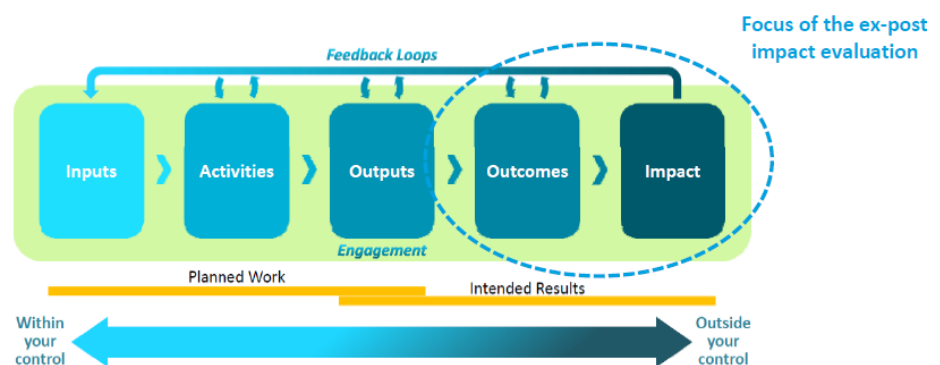 Focus of the ex-post
impact evaluation
Feedback Loops
Inputs
Activities
Outputs
Outcomes
Impact
Engagement
Planned Work
Intended Results
Within
your
control
Outside
your
control